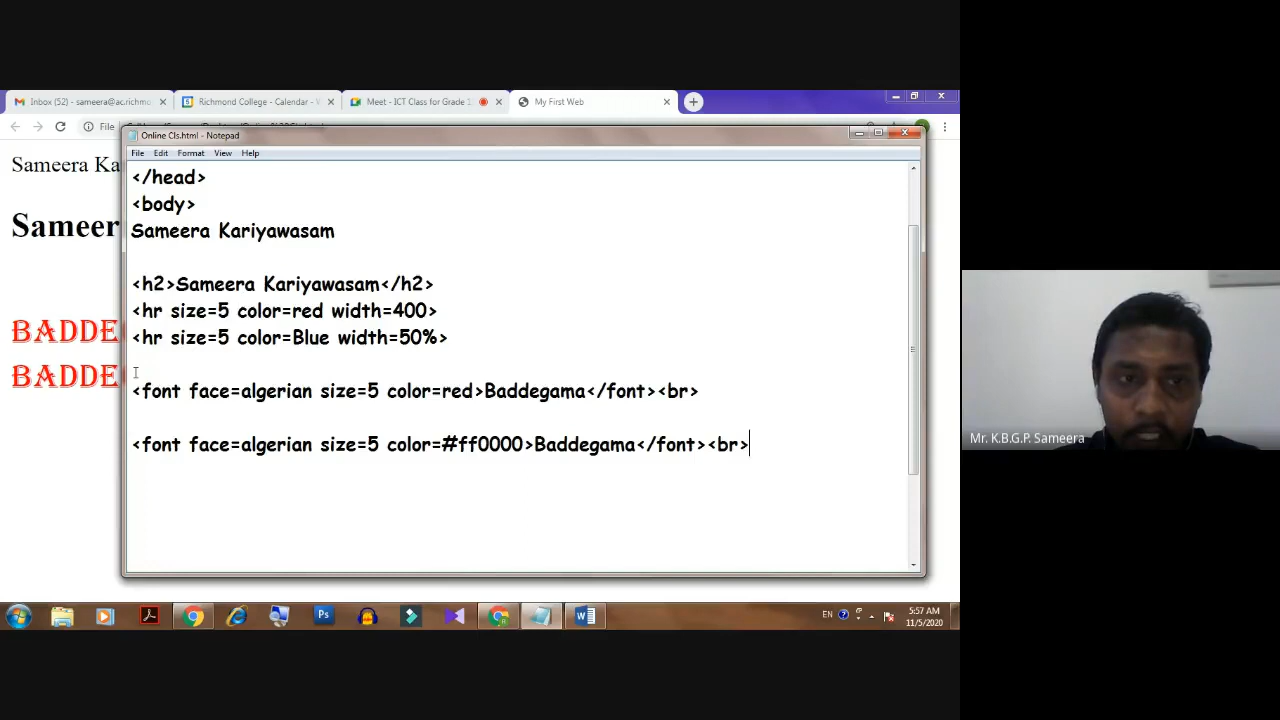 Inbox (52) - sameera@ac.richmo
Richmond College - Calendar - W
Meet - ICT Class for Grade 1
My First Web
File
Online Cls.html - Notepad
File Edit Format View Help
Sameera Ka
Sameer
BADDE
BADDE
</head>
<body>
Sameera Kariyawasam
<h2>Sameera Kariyawasam</h2>
<hr size=5 color=red width=400>
<hr size=5 color=Blue width=50%>
<font face=algerian size=5 color=red>Baddegama</font><br>
<font face=algerian size=5 color=#ff0000>Baddegama</font><br>
Mr. K.B.G.P. Sameera
Ps
EN
5:57 AM
11/5/2020